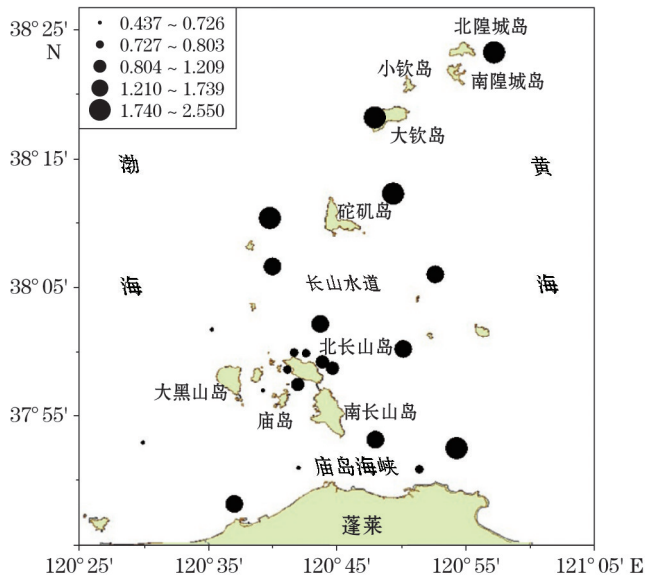 38°25'
N
0.437 ~ 0.726
0.727 ~ 0.803
0.804 ~ 1.209
1.210 ~ 1.739
1.740 ~ 2.550
北隍城岛
小钦岛
南隍城岛
大钦岛
38°15'
渤
黄
砣矶岛
38°05'
海
长山水道
海
北长山岛
大黑山岛
37°55'
庙岛
南长山岛
庙岛海峡
蓬莱
120°25'
120°35'
120°45'
120°55'
121°05' E